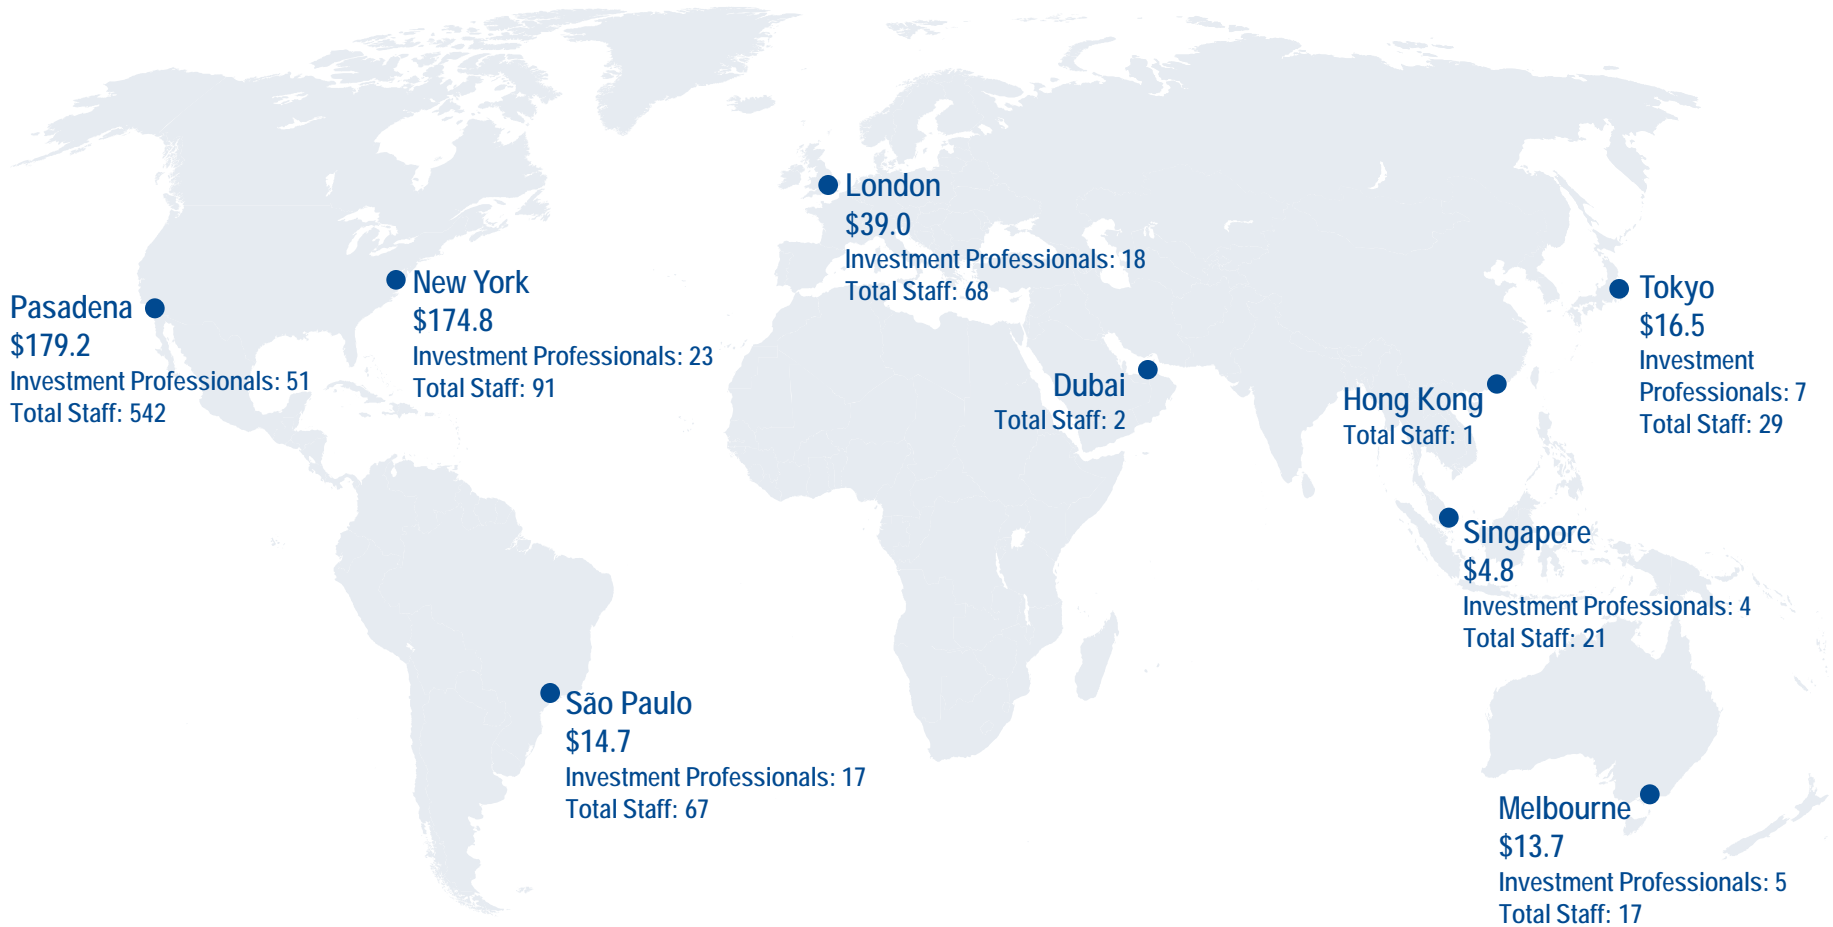 London
$39.0
Investment Professionals: 18
Total Staff: 68
New York
$174.8
Investment Professionals: 23
Total Staff: 91
Pasadena
$179.2
Investment Professionals: 51
Total Staff: 542
Tokyo
$16.5
Investment
Professionals: 7
Total Staff: 29
Dubai
Total Staff: 2
Hong Kong
Total Staff: 1
Singapore
$4.8
Investment Professionals: 4
Total Staff: 21
São Paulo
$14.7
Investment Professionals: 17
Total Staff: 67
Melbourne
$13.7
Investment Professionals: 5
Total Staff: 17